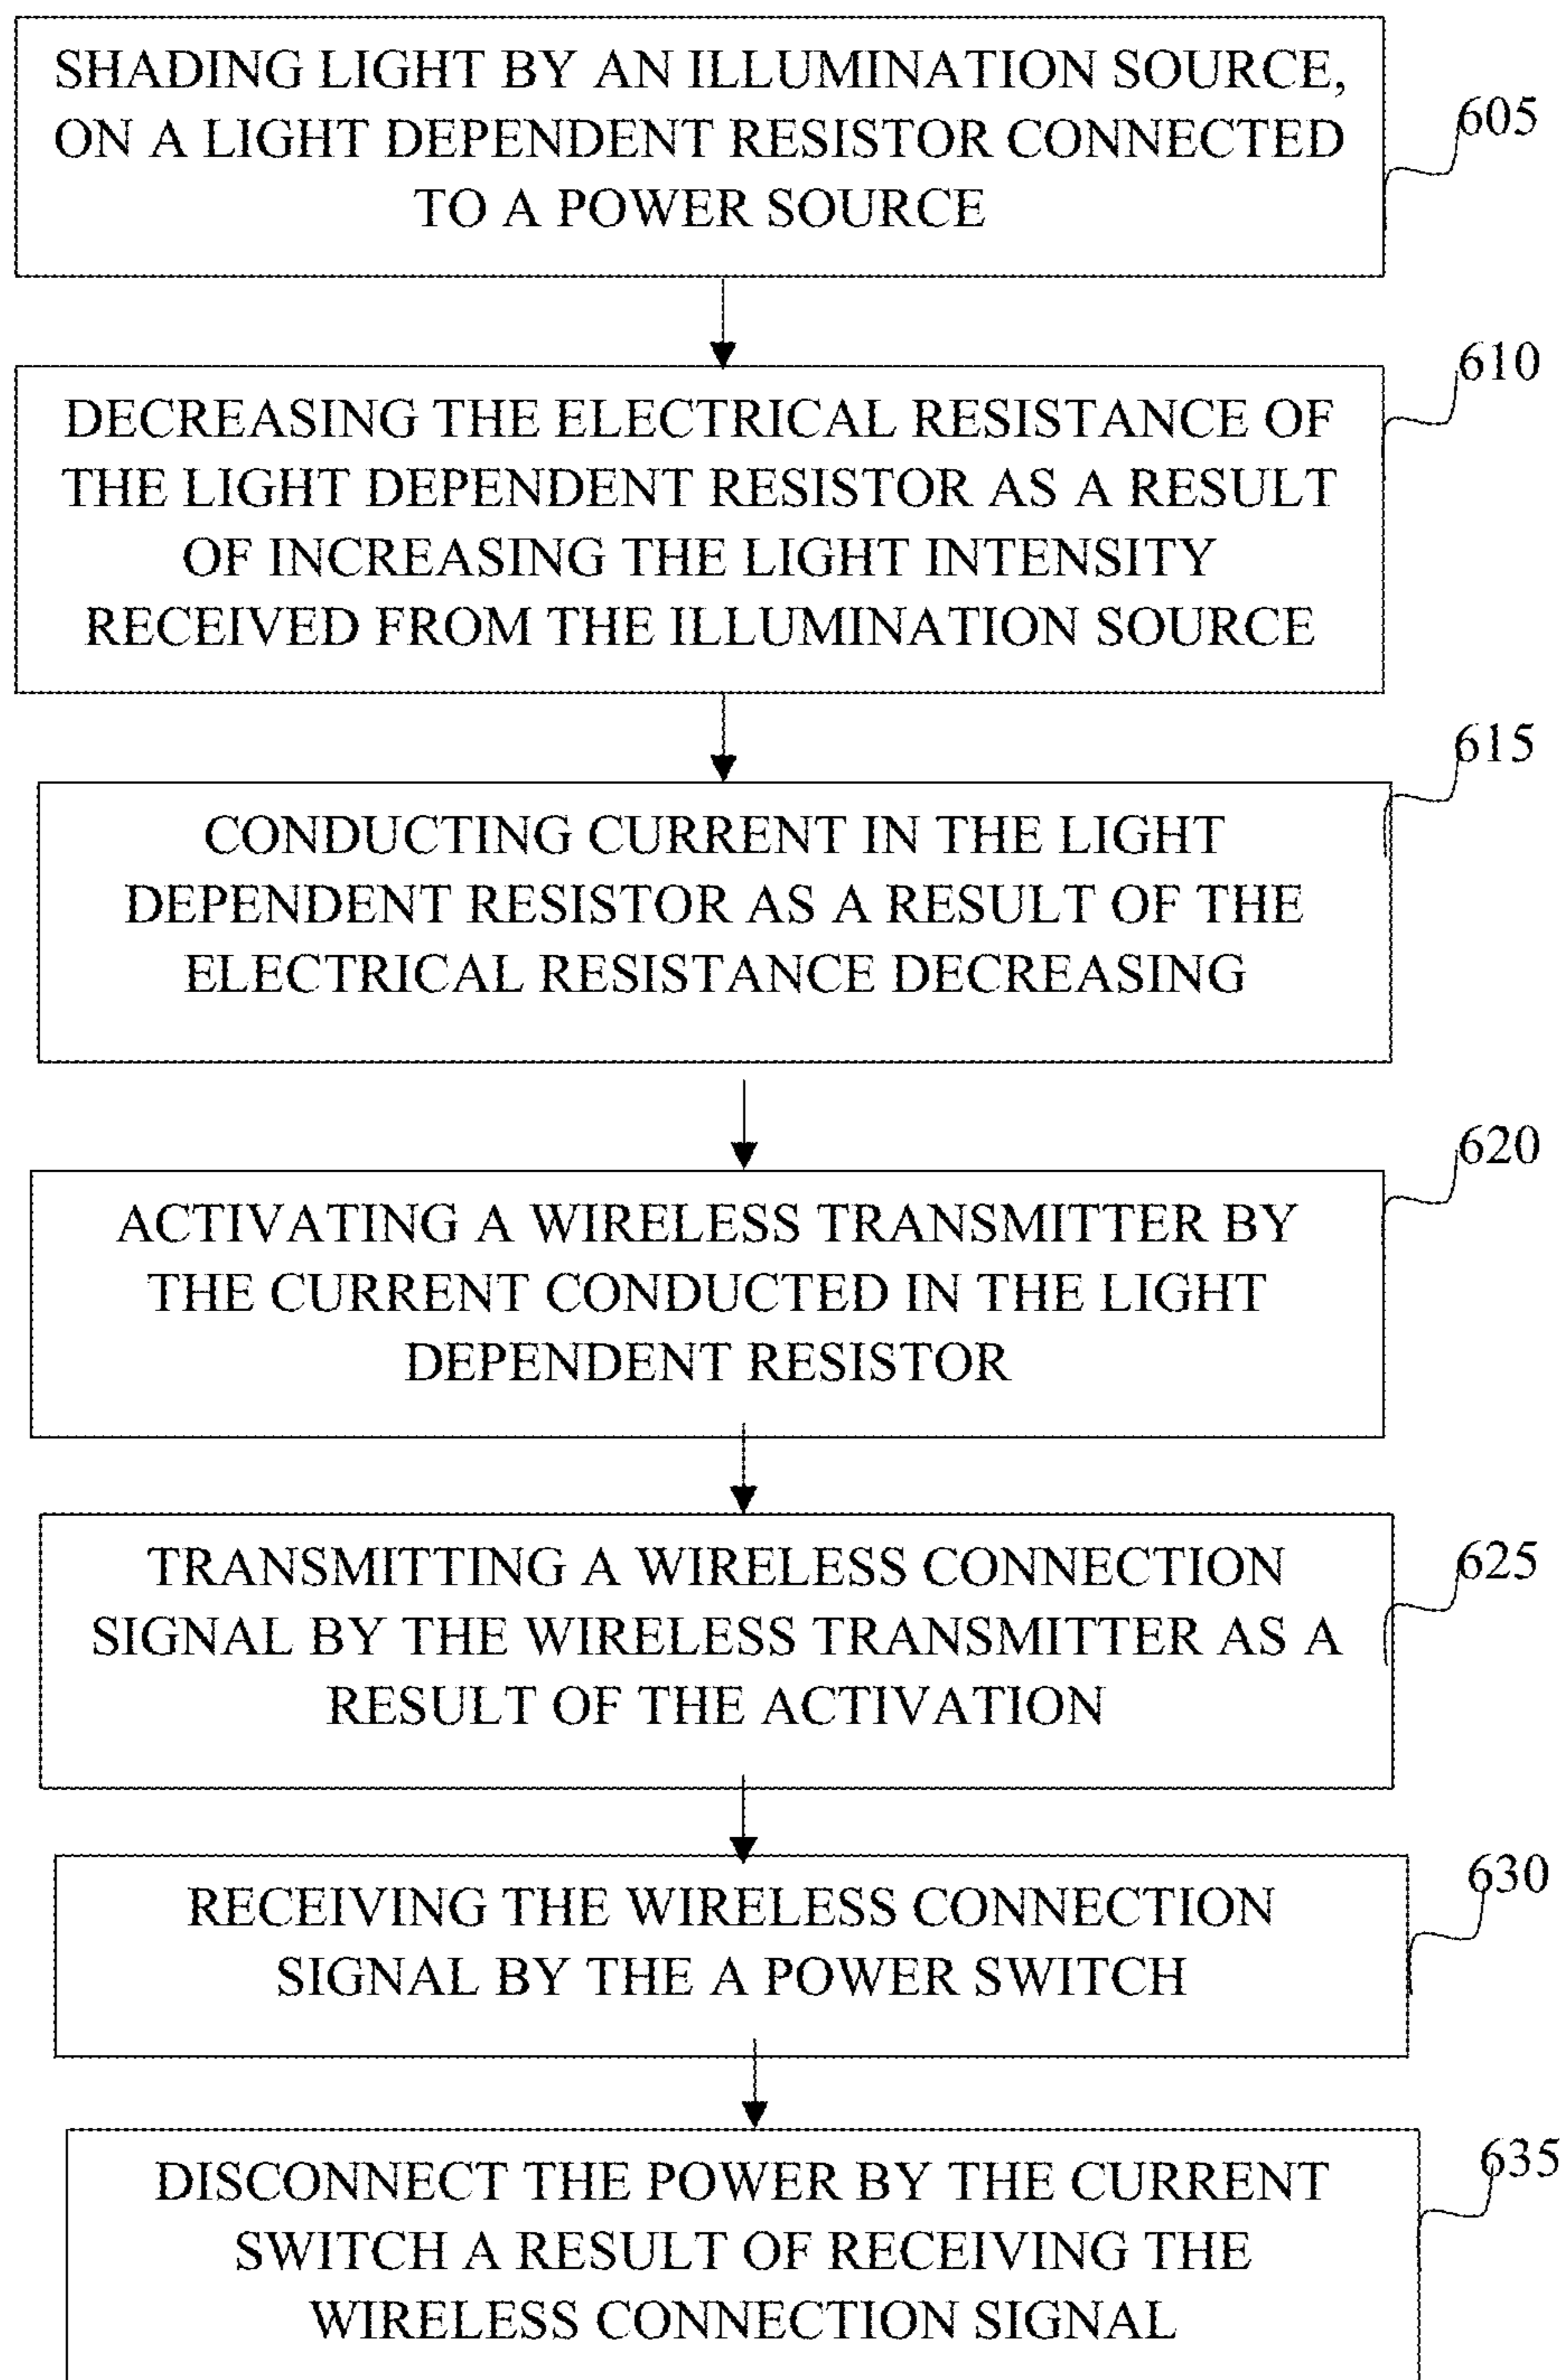 SHADING LIGHT BY AN ILLUMINATION SOURCE,
ON A LIGHT DEPENDENT RESISTOR CONNECTED
TO A POWER SOURCE
605
DECREASING THE ELECTRICAL RESISTANCE OF
THE LIGHT DEPENDENT RESISTOR AS A RESULT
OF INCREASING THE LIGHT INTENSITY
RECEIVED FROM THE ILLUMINATION SOURCE
610
CONDUCTING CURRENT IN THE LIGHT
DEPENDENT RESISTOR AS A RESULT OF THE
ELECTRICAL RESISTANCE DECREASING
615
ACTIVATING A WIRELESS TRANSMITTER BY
THE CURRENT CONDUCTED IN THE LIGHT
DEPENDENT RESISTOR
620
TRANSMITTING A WIRELESS CONNECTION
SIGNAL BY THE WIRELESS TRANSMITTER AS A
RESULT OF THE ACTIVATION
625
RECEIVING THE WIRELESS CONNECTION
SIGNAL BY THE A POWER SWITCH
630
DISCONNECT THE POWER BY THE CURRENT
SWITCH A RESULT OF RECEIVING THE
WIRELESS CONNECTION SIGNAL
635